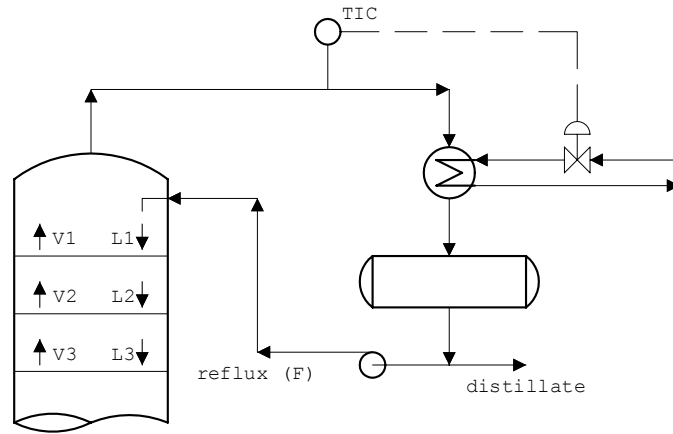 TIC
V1 L1
V2 L2
V3 L3
reflux (F)
distillate